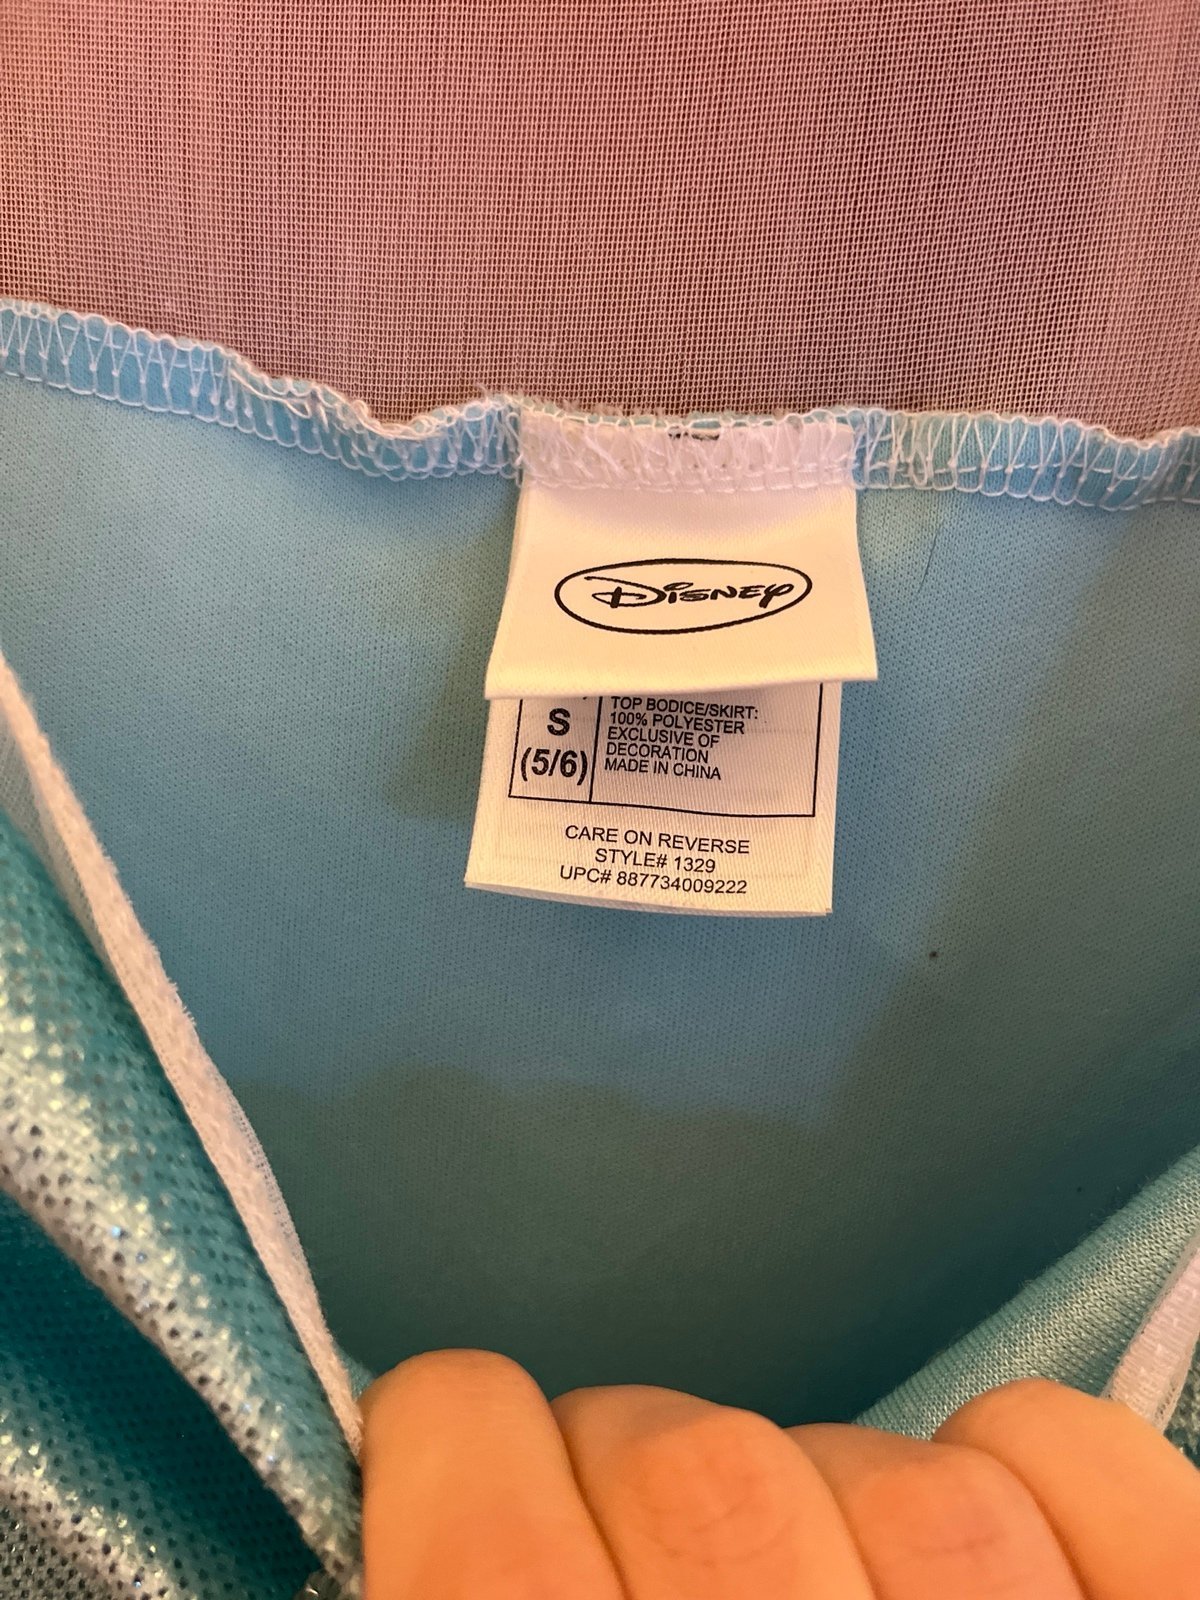 Disney
S
(5/6)
TOP BODICE/SKIRT:
100% POLYESTER
EXCLUSIVE OF
DECORATION
MADE IN CHINA
CARE ON REVERSE
STYLE# 1329
UPC# 887734009222